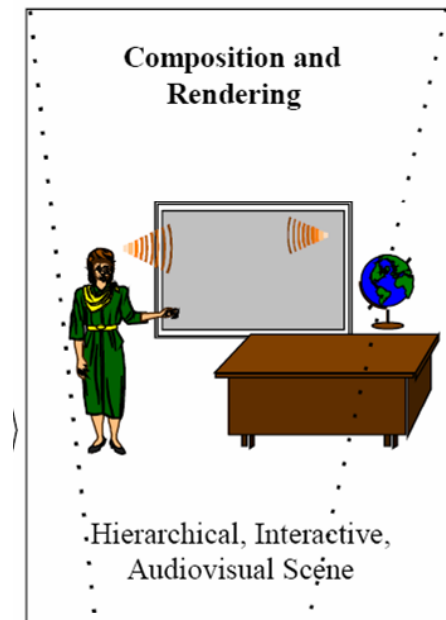 Composition and
Rendering
Hierarchical, Interactive,
Audiovisual Scene